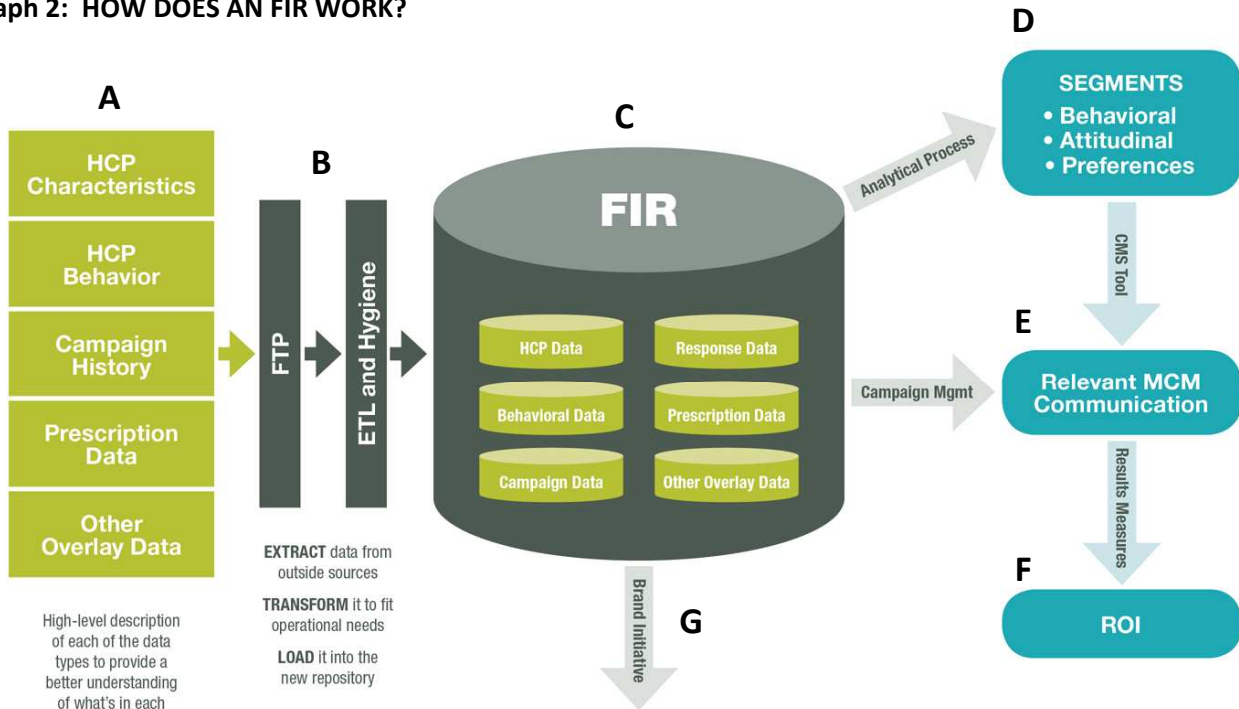 aph 2: HOW DOES AN FIR WORK?
A
HCP
Characteristics
HCP
Behavior
Campaign
History
Prescription
Data
Other
Overlay Data
High-level description
of each of the data
types to provide a
better understanding
of what's in each
B
FTP
ETL and Hygiene
EXTRACT data from
outside sources
TRANSFORM it to fit
operational needs
LOAD it into the
new repository
C
FIR
HCP Data
Response Data
Behavioral Data
Prescription Data
Campaign Data
Other Overlay Data
Analytical Process
Campaign Mgmt
Brand Initiative
G
D
SEGMENTS
• Behavioral
• Attitudinal
• Preferences
CMS Tool
E
Relevant MCM
Communication
Results Measures
F
ROI